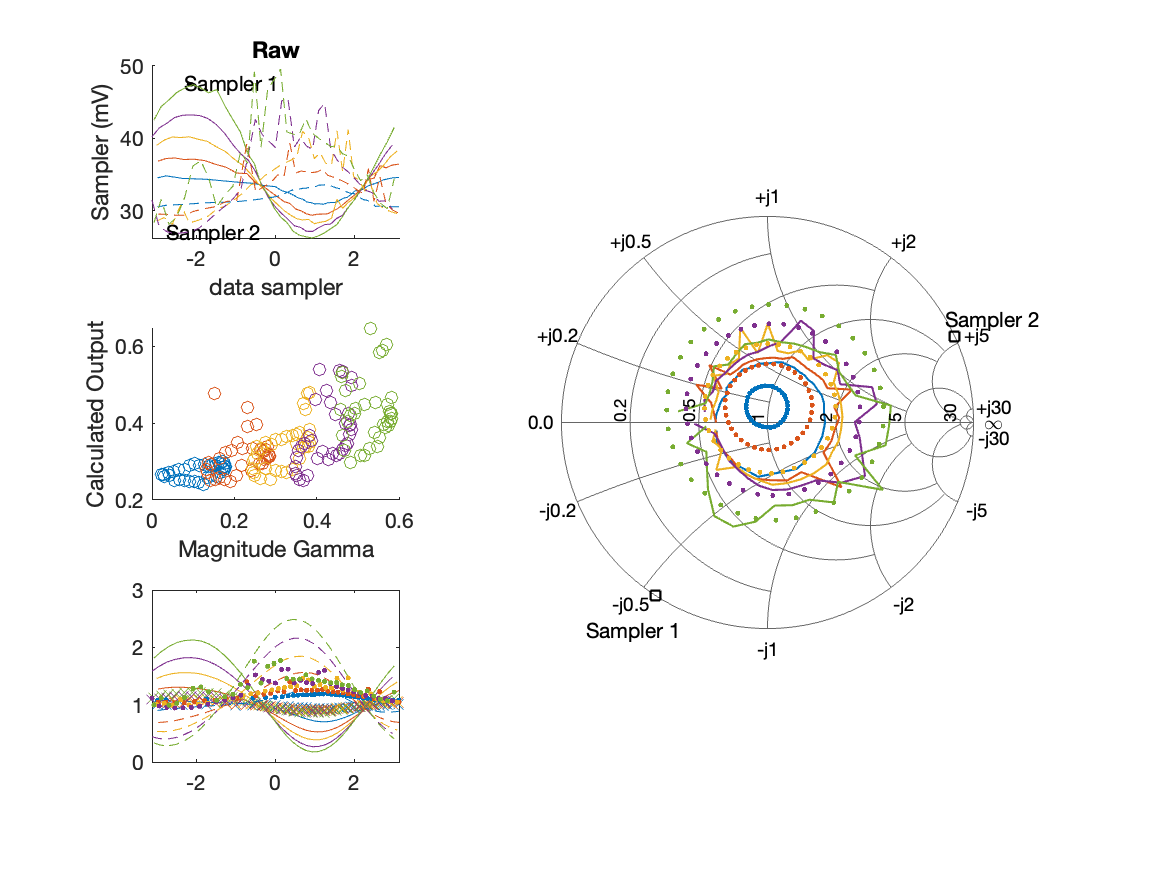 Raw
50
40
30
Sampler (mV)
Sampler 1
Sampler 2
-2
0
2
data sampler
0.6
0.4
0.2
Calculated Output
0
0.2
0.4
0.6
Magnitude Gamma
3
2
1
0
-2
0
2
+j1
+j0.5
+j2
Sampler 2
+j0.2
+j5
0.0
0.2
0.5
1
2
5
30
+j30
∞
-j30
-j0.2
-j5
-j0.5
-j2
Sampler 1
-j1